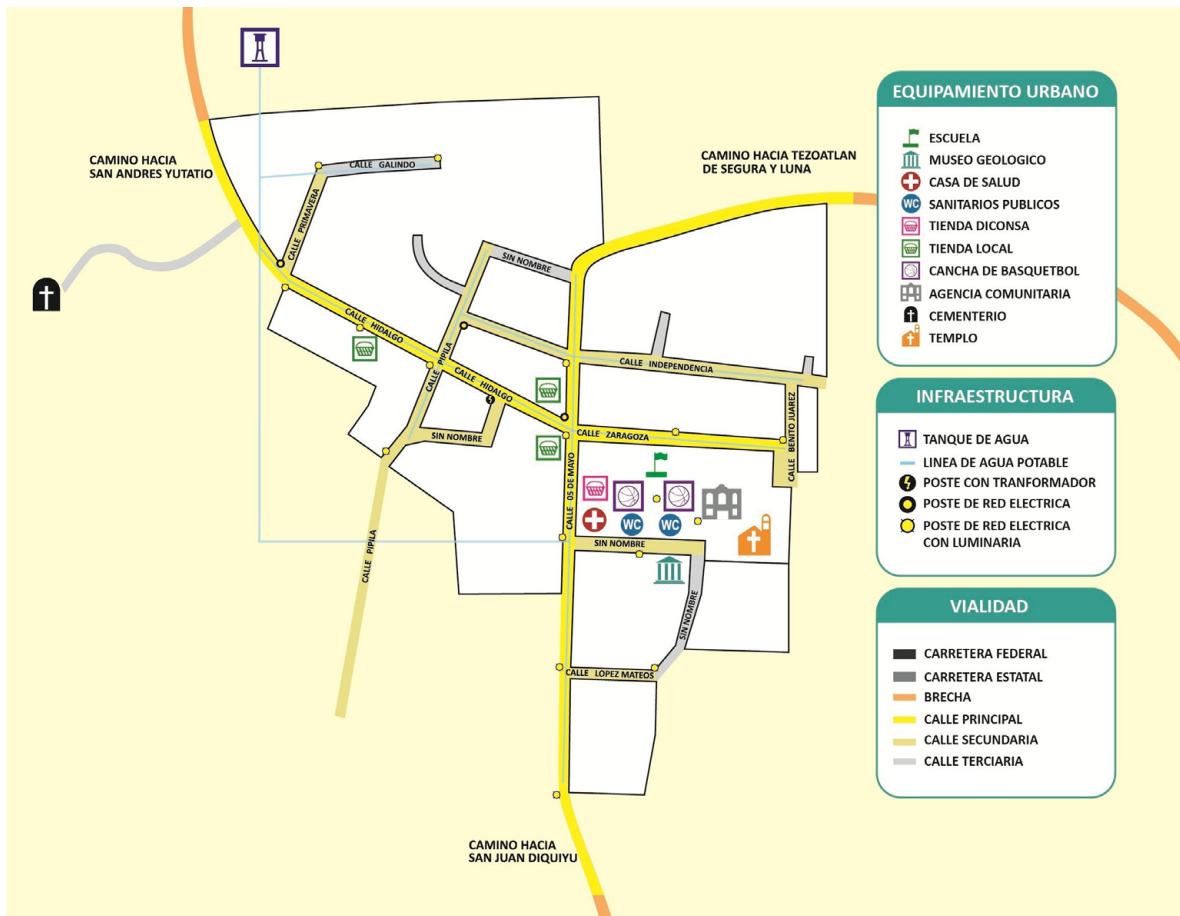 CAMINO HACIA
SAN ANDRES YUTATIO
CAMINO HACIA TEZOATLAN
DE SEGURA Y LUNA
CALLE GALINDO
CALLE PRIMAVERA
SIN NOMBRE
CALLE HIDALGO
CALLE PIPILA
CALLE HIDALGO
CALLE INDEPENDENCIA
SIN NOMBRE
CALLE ZARAGOZA
CALLE BENITO JUAREZ
CALLE 05 DE MAYO
WC
WC
SIN NOMBRE
CALLE PIPILA
SIN NOMBRE
CALLE LÓPEZ MATEOS
CAMINO HACIA
SAN JUAN DIQUIYU
EQUIPAMIENTO URBANO
ESCUELA
MUSEO GEOLOGICO
CASA DE SALUD
WC SANITARIOS PUBLICOS
TIENDA DICONSA
TIENDA LOCAL
CANCHA DE BASQUETBOL
AGENCIA COMUNITARIA
CEMENTERIO
TEMPLO
INFRAESTRUCTURA
TANQUE DE AGUA
LINEA DE AGUA POTABLE
POSTE CON TRANFORMADOR
POSTE DE RED ELECTRICA
POSTE DE RED ELECTRICA
CON LUMINARIA
VIALIDAD
CARRETERA FEDERAL
CARRETERA ESTATAL
BRECHA
CALLE PRINCIPAL
CALLE SECUNDARIA
CALLE TERCIARIA